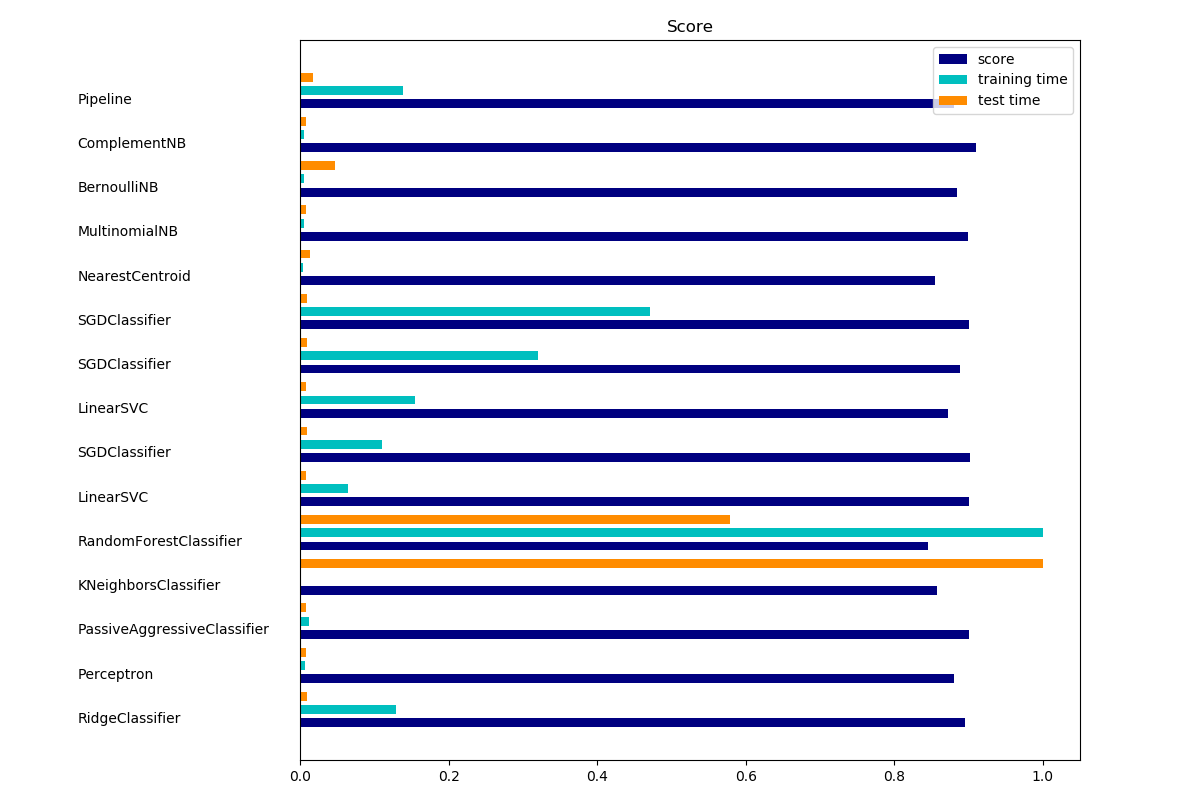 Score
score
training time
test time
Pipeline
ComplementNB
BernoulliNB
MultinomialNB
NearestCentroid
SGDClassifier
SGDClassifier
LinearSVC
SGDClassifier
LinearSVC
RandomForestClassifier
KNeighborsClassifier
PassiveAggressiveClassifier
Perceptron
RidgeClassifier
0.0 0.2 0.4 0.6 0.8 1.0